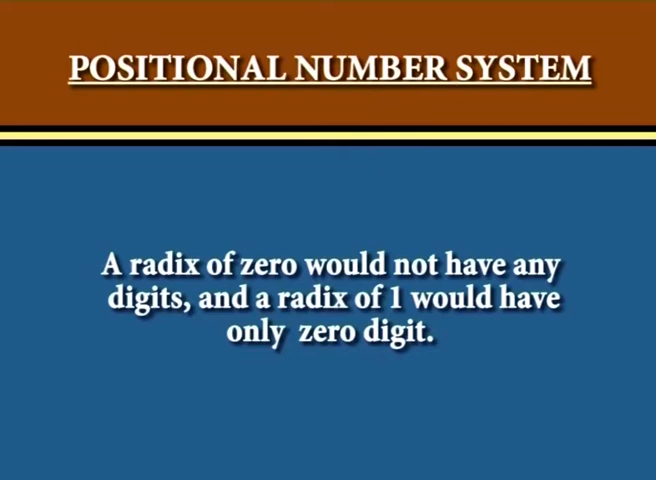 POSITIONAL NUMBER SYSTEM
A radix of zero would not have any
digits, and a radix of 1 would have
only zero digit.